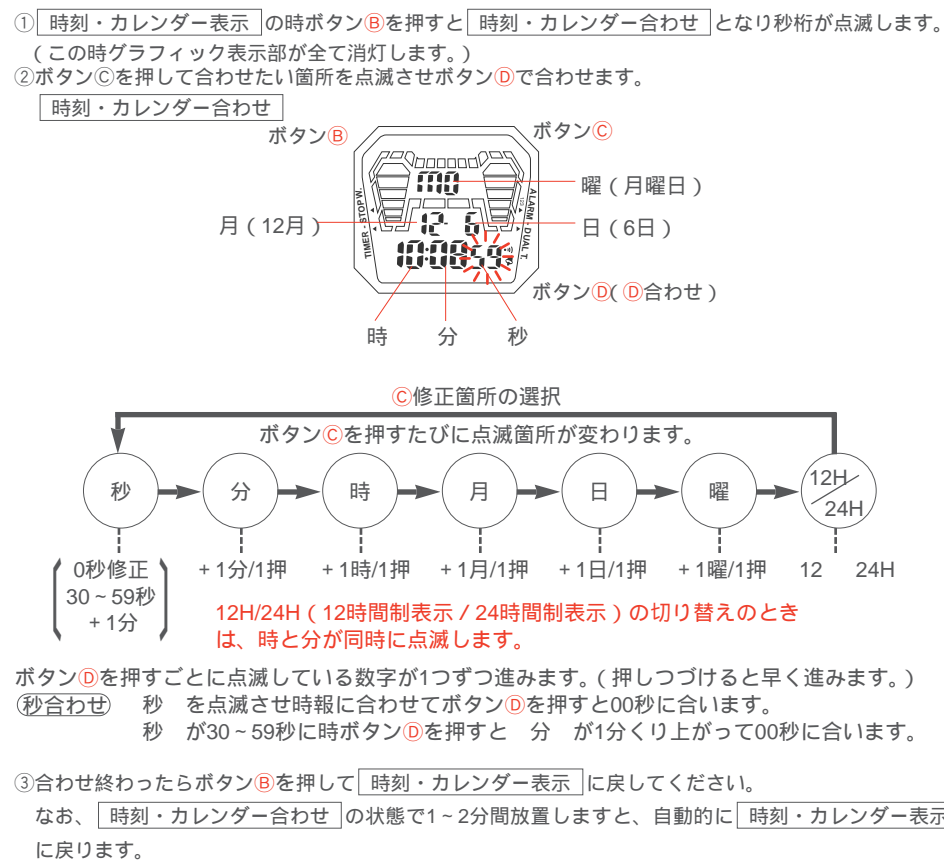 ①時刻・カレンダー表示の時ボタンⒷを押すと時刻・カレンダー合わせとなり秒桁が点滅します。
（この時グラフィック表示部が全て消灯します。）
②ボタンⒸを押して合わせたい箇所を点滅させボタンⒹで合わせます。
時刻・カレンダー合わせ
ボタンⒷ
ボタンⒸ
TIMER・STOPW.
ALARM・DUAL T.
MO
12- 6
10:08 59
曜（月曜日）
月（12月）
日（6日）
ボタンⒹ(Ⓓ合わせ）
時 分 秒
Ⓒ修正箇所の選択
ボタンⒸを押すたびに点滅箇所が変わります。
秒 分 時 月 日 曜 12H/24H
0秒修正
30～59秒
+1分
+1分/1押 +1時/1押 +1月/1押 +1日/1押 +1曜/1押 12 24H
12H/24H（12時間制表示／24時間制表示）の切り替えのとき
は、時と分が同時に点滅します。
ボタンⒹを押すごとに点滅している数字が1つずつ進みます。（押しつづけると早く進みます。）
秒合わせ 秒 を点滅させ時報に合わせてボタンⒹを押すと00秒に合います。
秒 が30～59秒に時ボタンⒹを押すと 分 が1分くり上がって00秒に合います。
③合わせ終わったらボタンⒷを押して時刻・カレンダー表示に戻してください。
なお、時刻・カレンダー合わせの状態で1～2分間放置しますと、自動的に時刻・カレンダー表示
に戻ります。